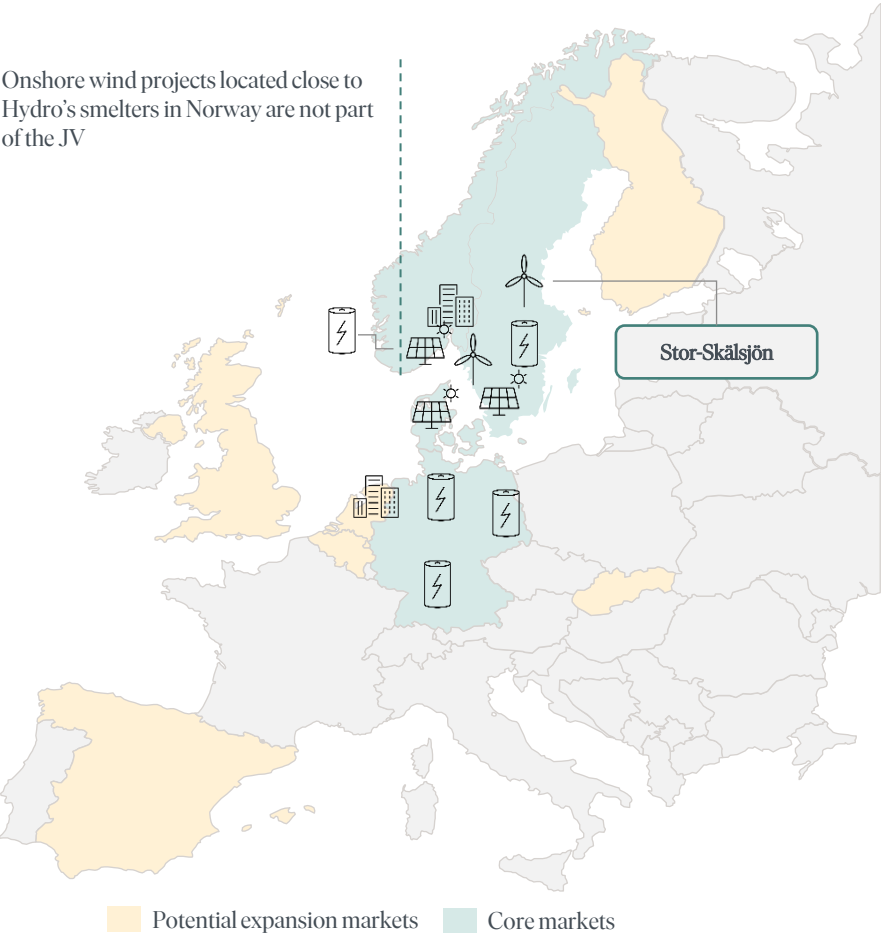 Onshore wind projects located close to
Hydro's smelters in Norway are not part
of the JV
Stor-Skälsjön
Potential expansion markets
Core markets